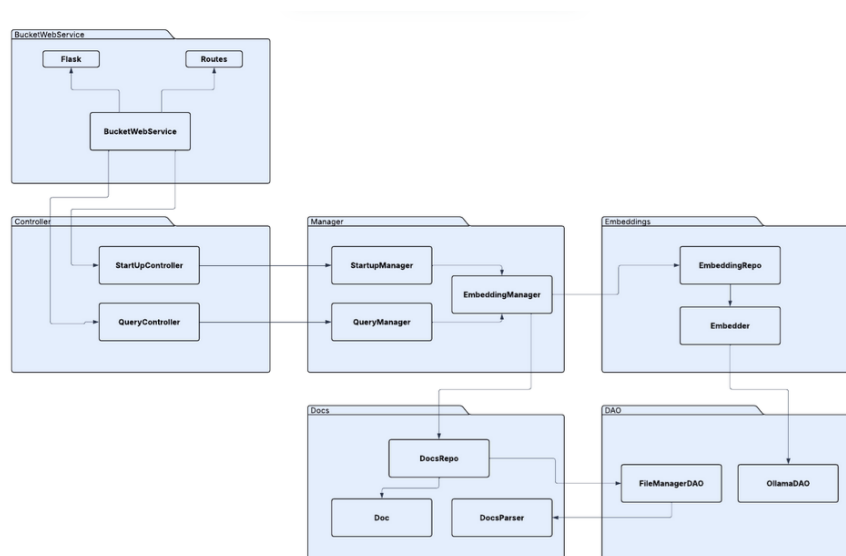 BucketWebService
Flask
Routes
BucketWebService
Controller
StartUpController
QueryController
Manager
StartupManager
EmbeddingManager
QueryManager
Embeddings
EmbeddingRepo
Embedder
Docs
DocsRepo
Doc
DocsParser
DAO
FileManagerDAO
OllamaDAO